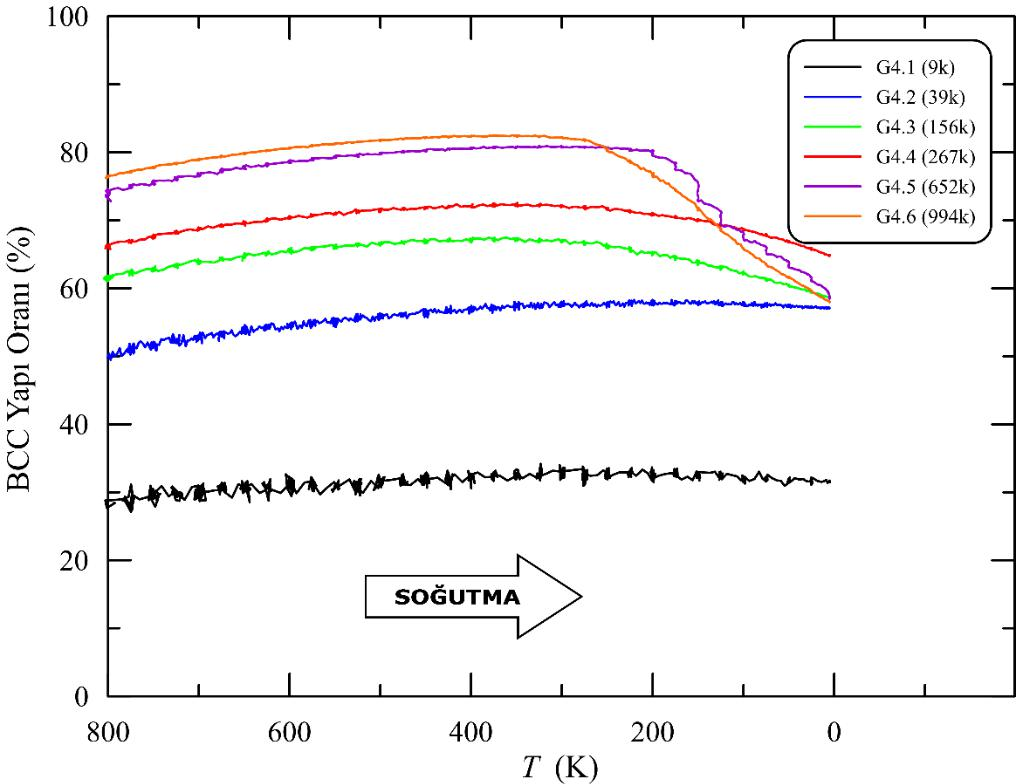 100
80
60
40
20
0
BCC Yapı Oranı (%)
G4.1 (9k)
G4.2 (39k)
G4.3 (156k)
G4.4 (267k)
G4.5 (652k)
G4.6 (994k)
SOĞUTMA
800
600
400
200
0
T (K)